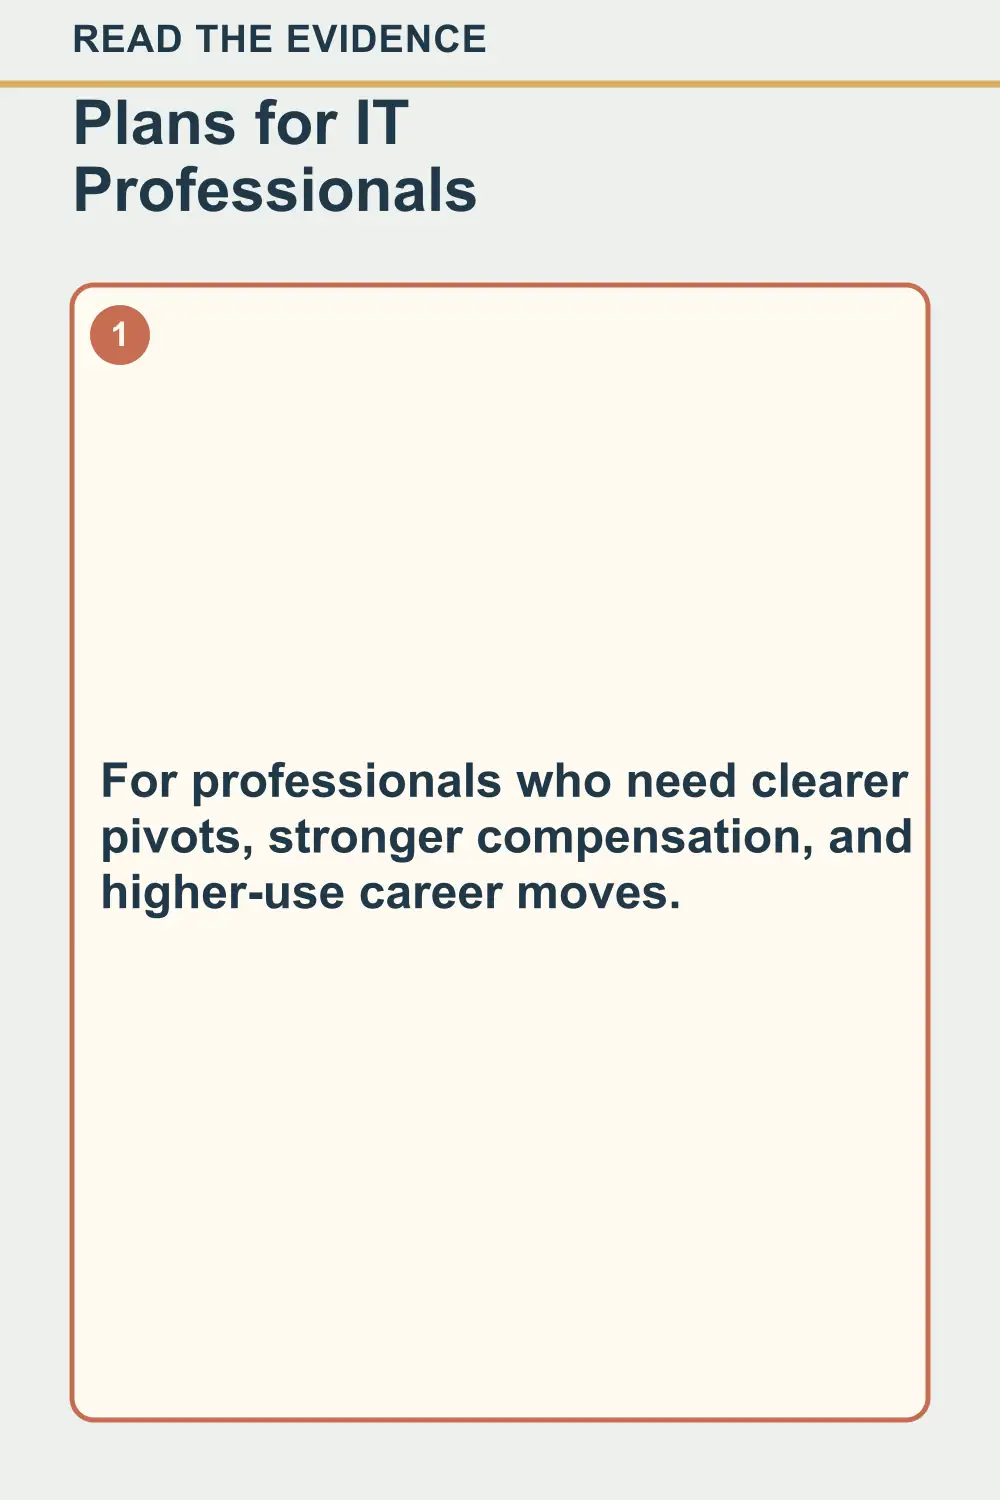 READ THE EVIDENCE
Plans for IT
Professionals
1
For professionals who need clearer
pivots, stronger compensation, and
higher-use career moves.